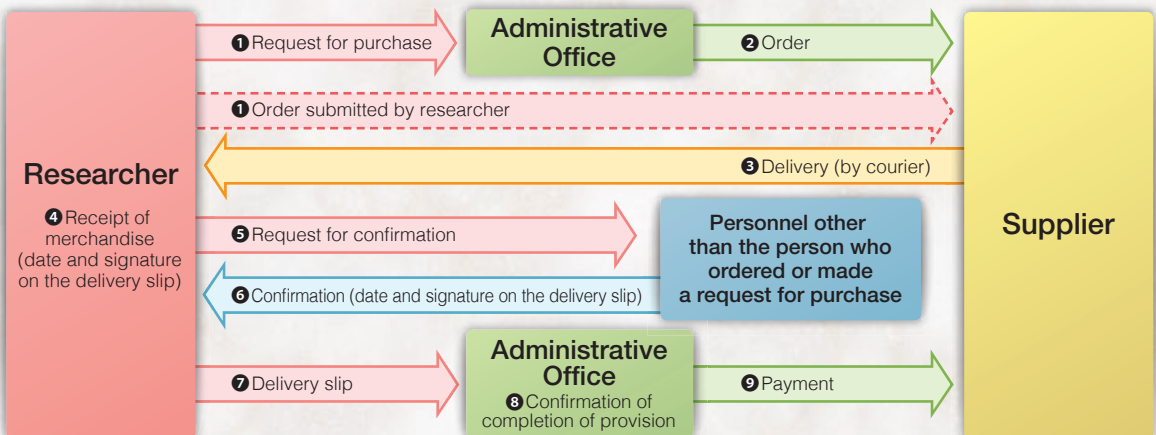 ❶Request for purchase
Administrative
Office
❷Order
❶Order submitted by researcher
❸Delivery (by courier)
Researcher
❹Receipt of
merchandise
(date and signature
on the delivery slip)
❺Request for confirmation
Personnel other
than the person who
ordered or made
a request for purchase
Supplier
❻Confirmation (date and signature on the delivery slip)
❼Delivery slip
Administrative
Office
❽Confirmation of
completion of provision
❾Payment